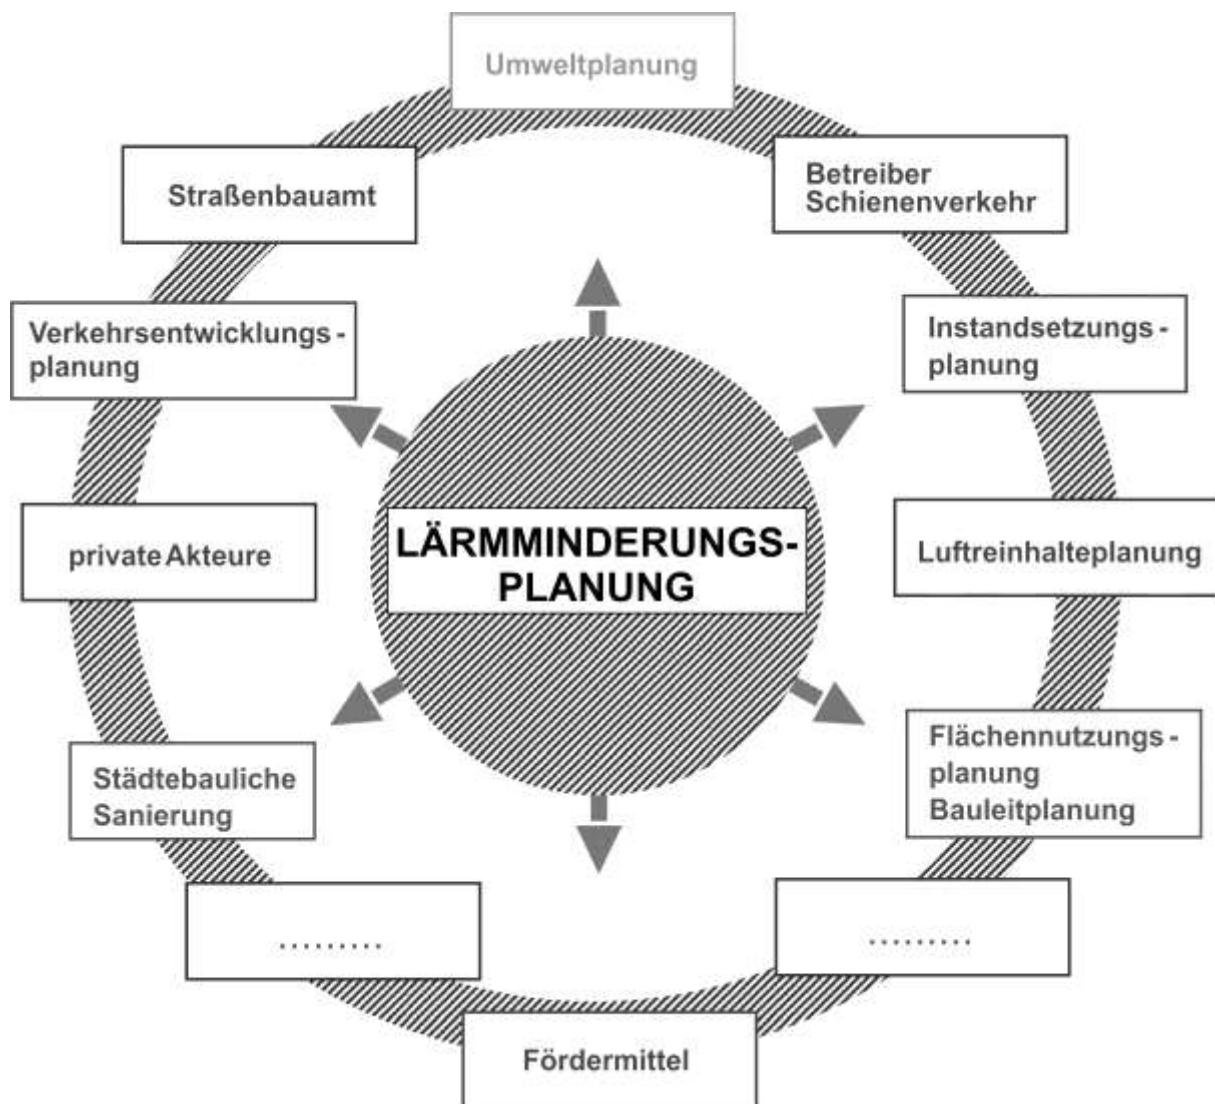 Umweltplanung
Straßenbauamt
Betreiber
Schienenverkehr
Verkehrsentwicklungs-
planung
Instandsetzungs-
planung
private Akteure
LÄRMMINDERUNGS-
PLANUNG
Luftreinhalteplanung
Städtebauliche
Sanierung
Flächennutzungs-
planung
Bauleitplanung
.........
.........
Fördermittel